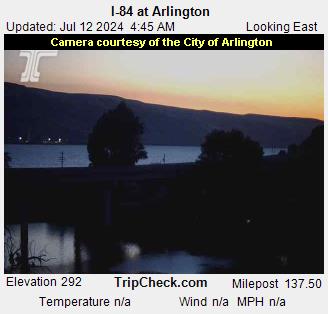 I-84 at Arlington
Updated: Jul 12 2024 4:45 AM Looking East
Camera courtesy of the City of Arlington
Elevation 292 TripCheck.com Milepost 137.50
Temperature n/a Wind n/a MPH n/a